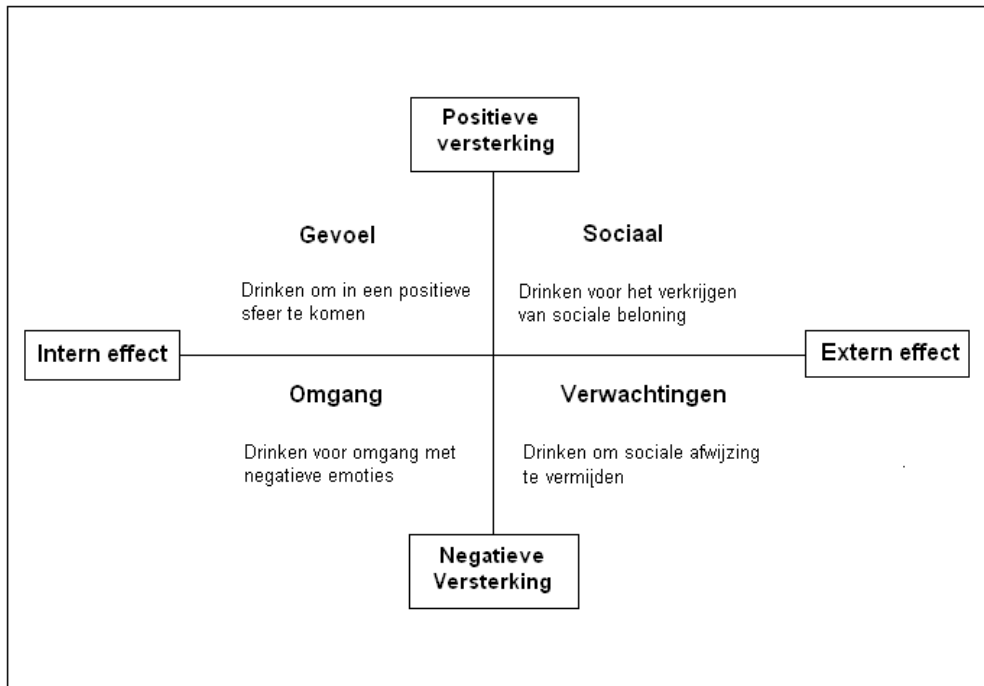 Positieve
versterking
Gevoel
Sociaal
Drinken om in een positieve
sfeer te komen
Drinken voor het verkrijgen
van sociale beloning
Intern effect
Extern effect
Omgang
Verwachtingen
Drinken voor omgang met
negatieve emoties
Drinken om sociale afwijzing
te vermijden
Negatieve
Versterking